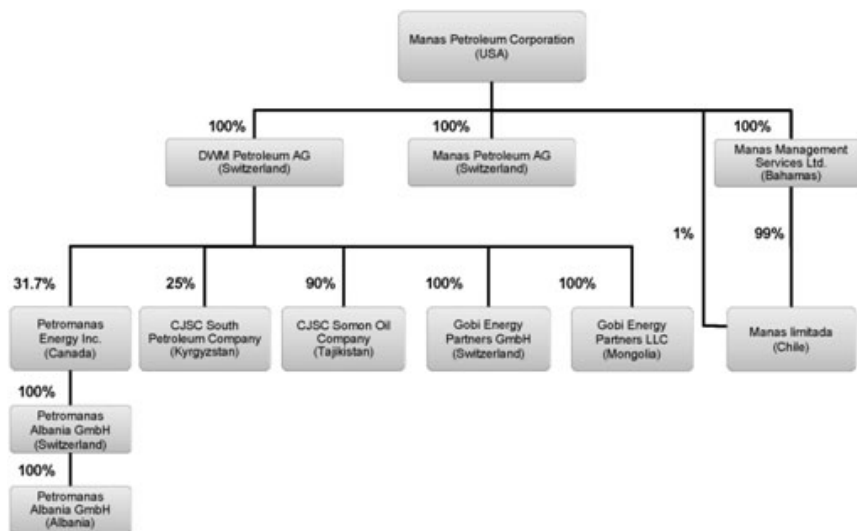 Manas Petroleum Corporation
(USA)
100%
100%
100%
DWM Petroleum AG
(Switzerland)
Manas Petroleum AG
(Switzerland)
Manas Management
Services Ltd.
(Bahamas)
1%
99%
31.7%
25%
90%
100%
100%
Petromanas
Energy Inc.
(Canada)
CJSC South
Petroleum Company
(Kyrgyzstan)
CJSC Somon Oil
Company
(Tajikistan)
Gobi Energy
Partners GmbH
(Switzerland)
Gobi Energy
Partners LLC
(Mongolia)
Manas limitada
(Chile)
100%
Petromanas
Albania GmbH
(Switzerland)
100%
Petromanas
Albania GmbH
(Albania)